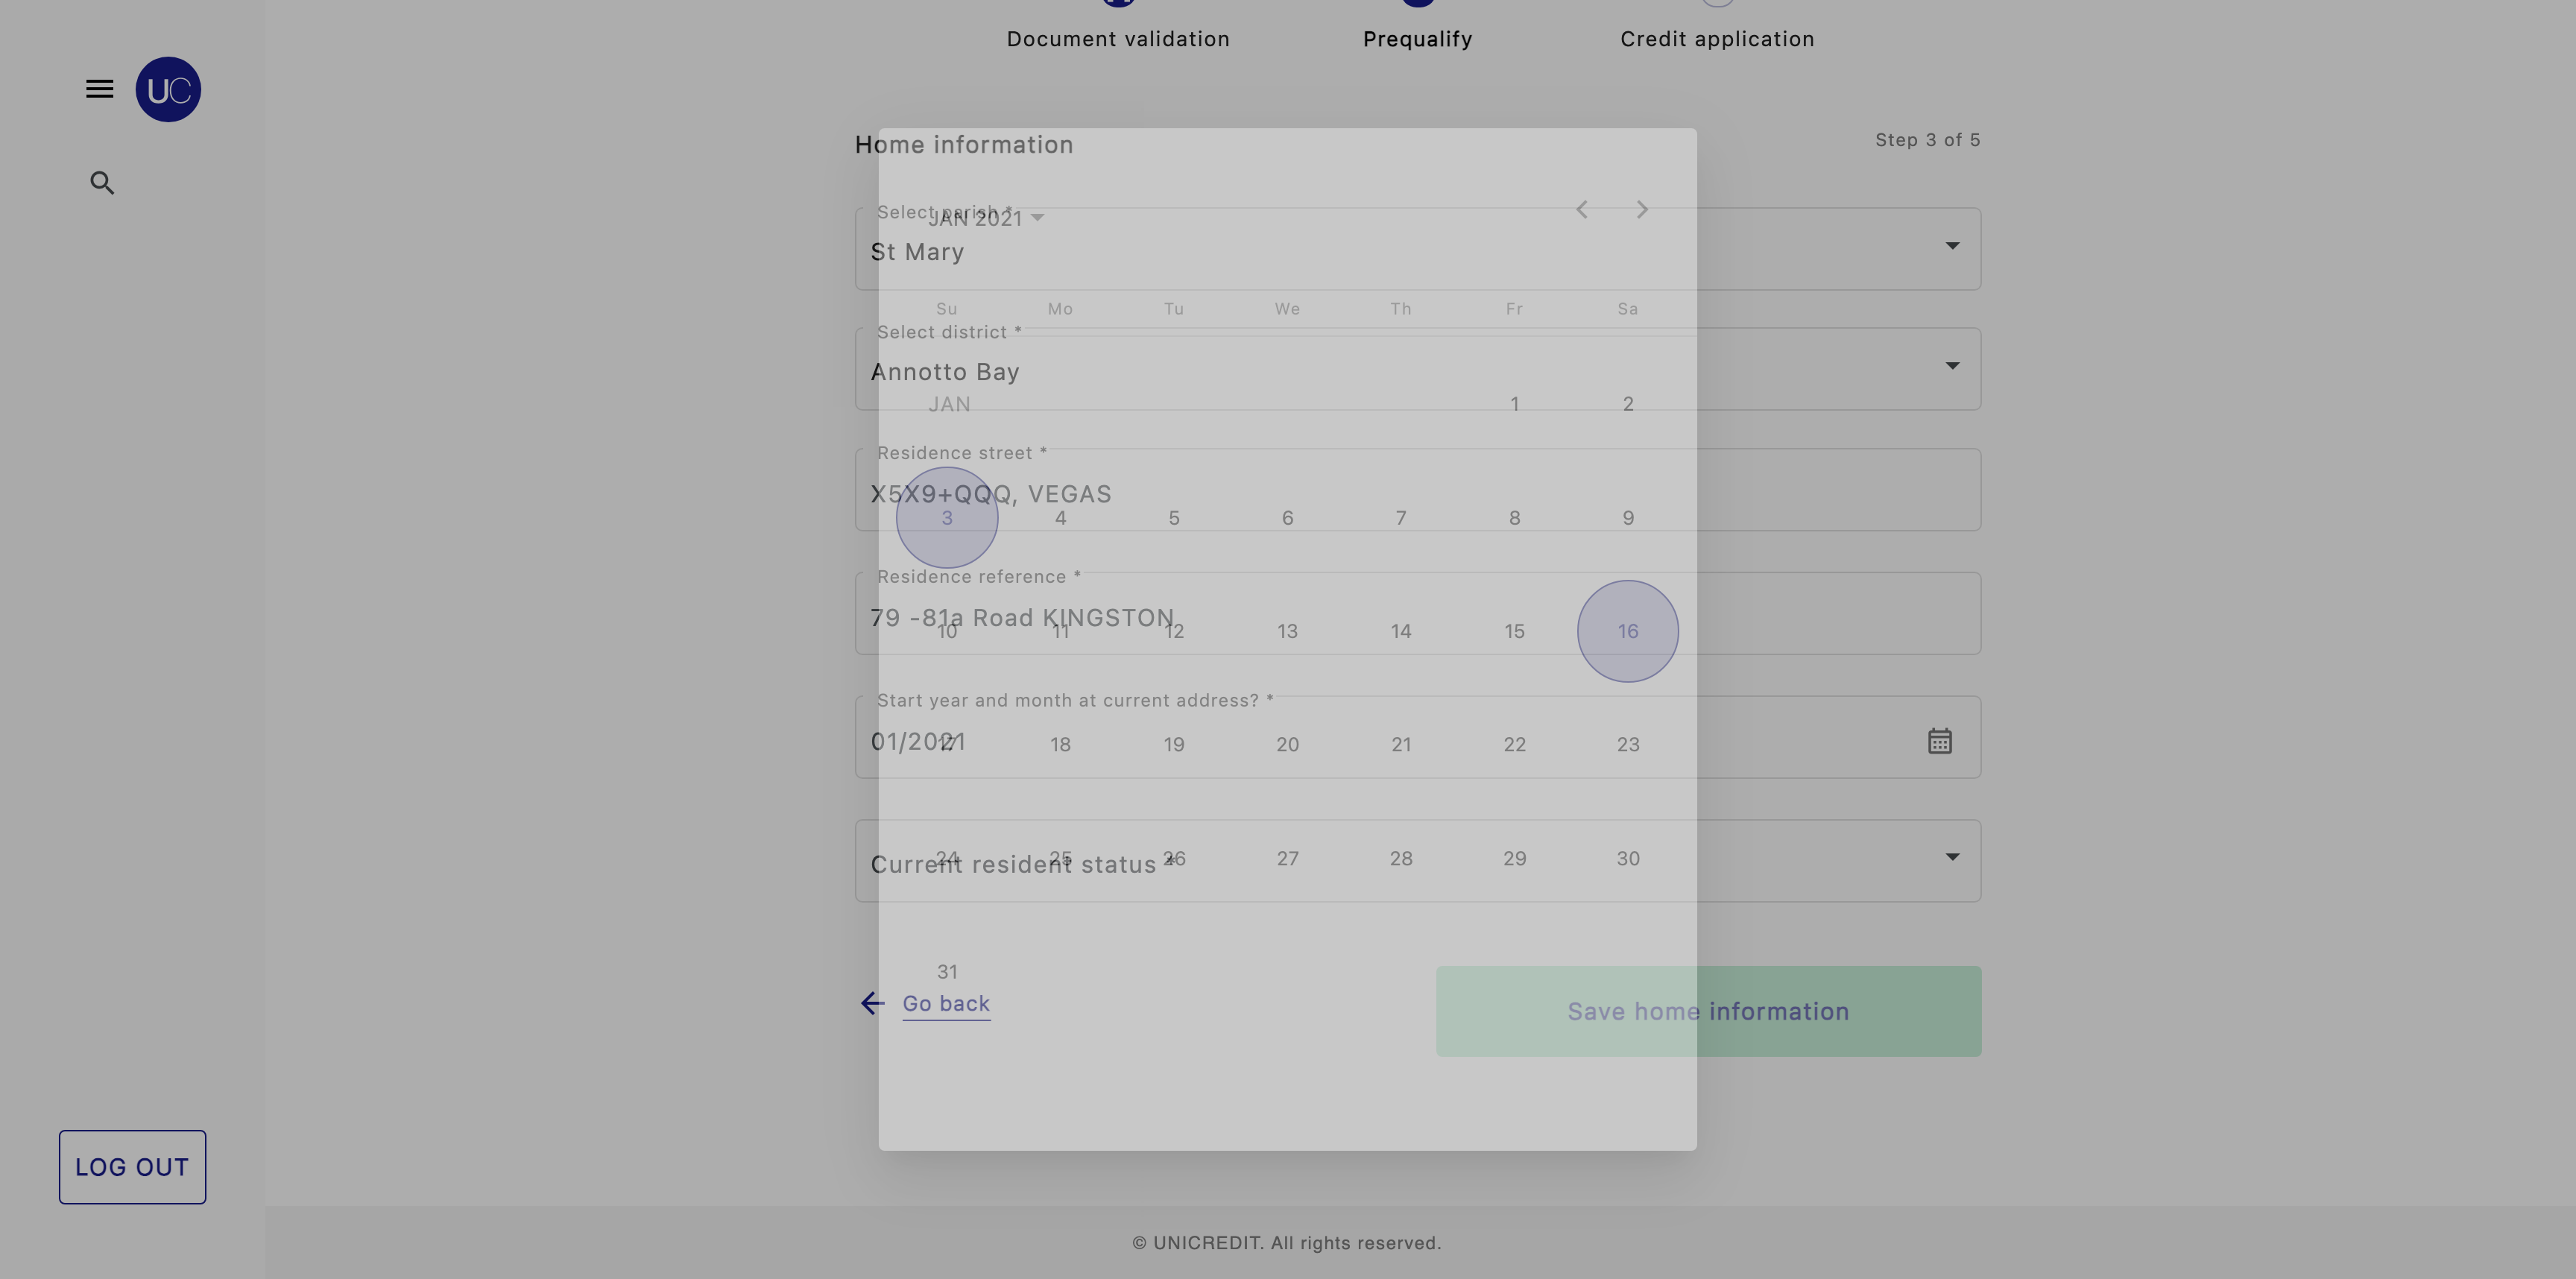 Document validation
Prequalify
Credit application
UC
Home information
Step 3 of 5
Select parish *
JAN 2021
St Mary
Su Mo Tu We Th Fr Sa
Select district *
Annotto Bay
JAN 1 2
Residence street *
X5X9+QQQ, VEGAS
3 4 5 6 7 8 9
Residence reference *
79 -81a Road KINGSTON
10 11 12 13 14 15 16
Start year and month at current address? *
01/2021
17 18 19 20 21 22 23
24 25 26 27 28 29 30
Current resident status *
31
Go back
Save home information
LOG OUT
© UNICREDIT. All rights reserved.